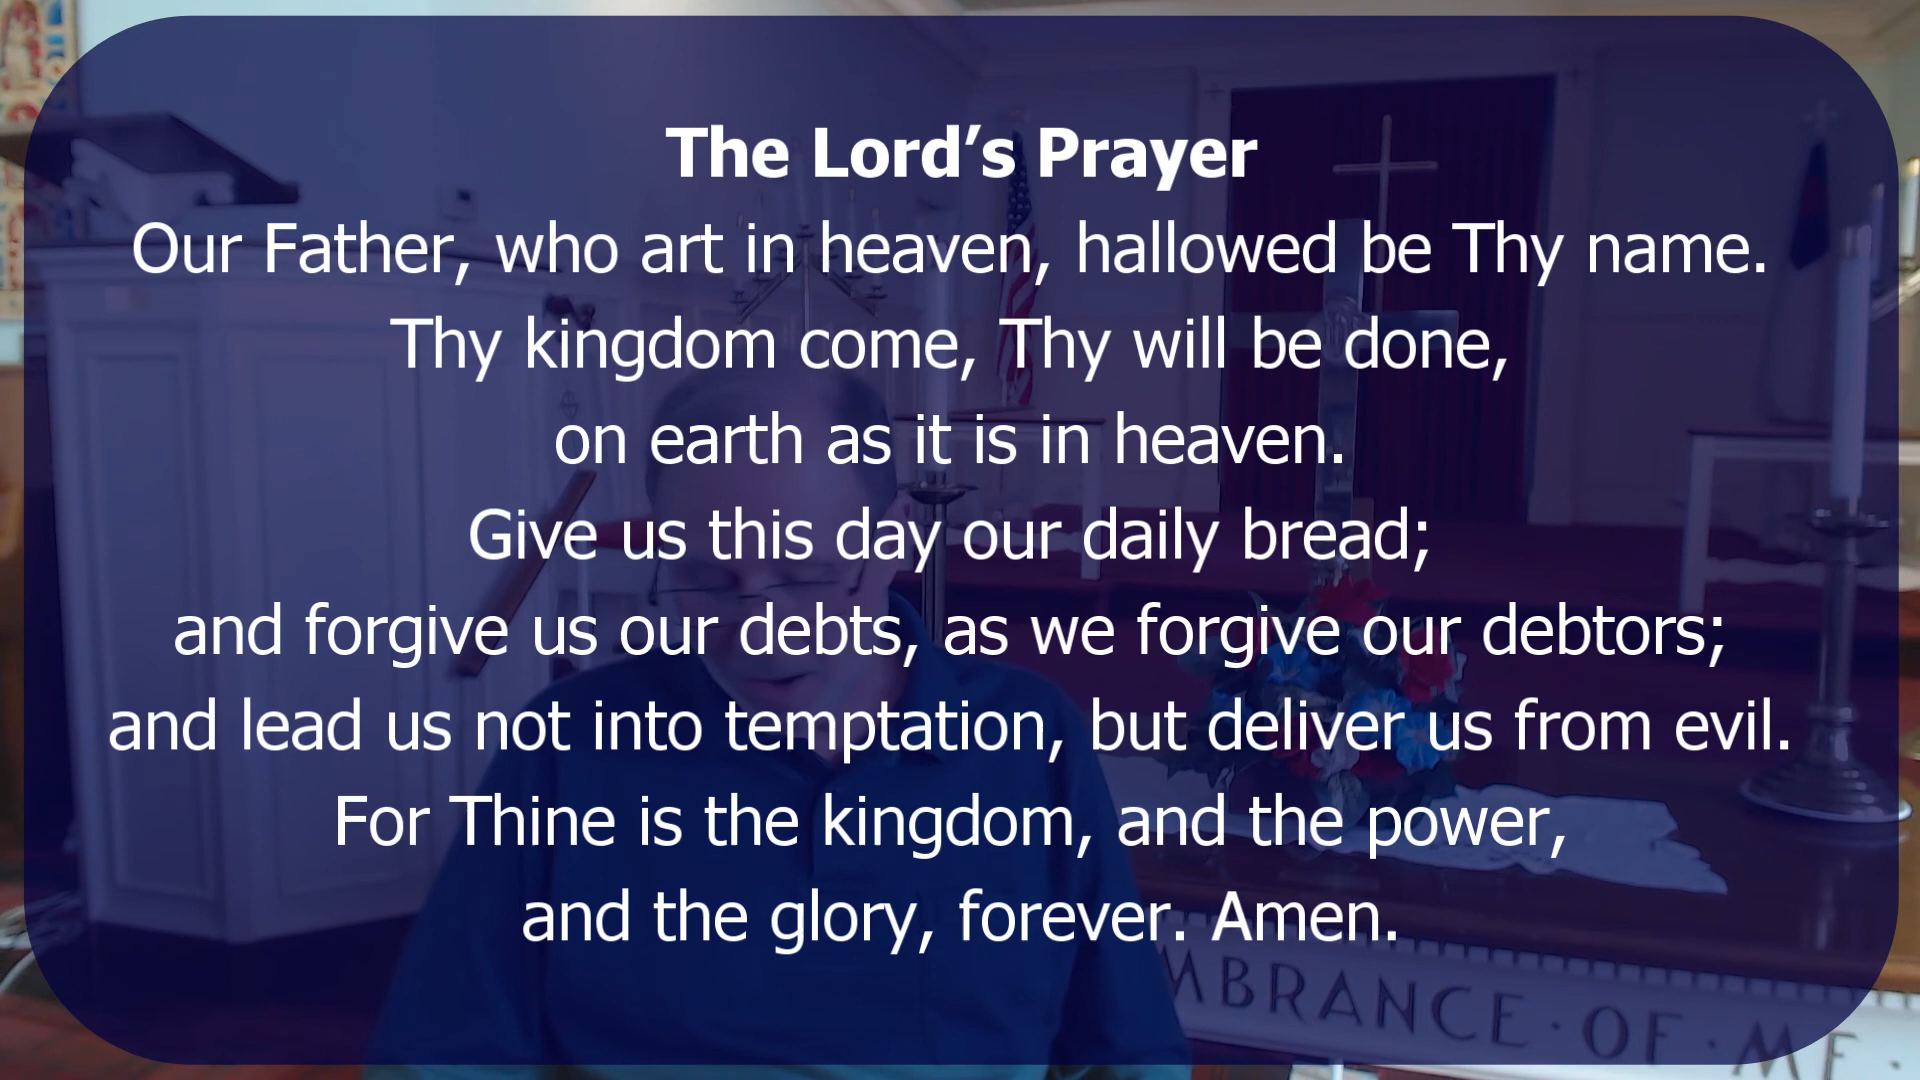 The Lord’s Prayer
Our Father, who art in heaven, hallowed be Thy name.
Thy kingdom come, Thy will be done,
on earth as it is in heaven.
Give us this day our daily bread;
and forgive us our debts, as we forgive our debtors;
and lead us not into temptation, but deliver us from evil.
For Thine is the kingdom, and the power,
and the glory, forever. Amen.
MBRANCE · OF · ME ·